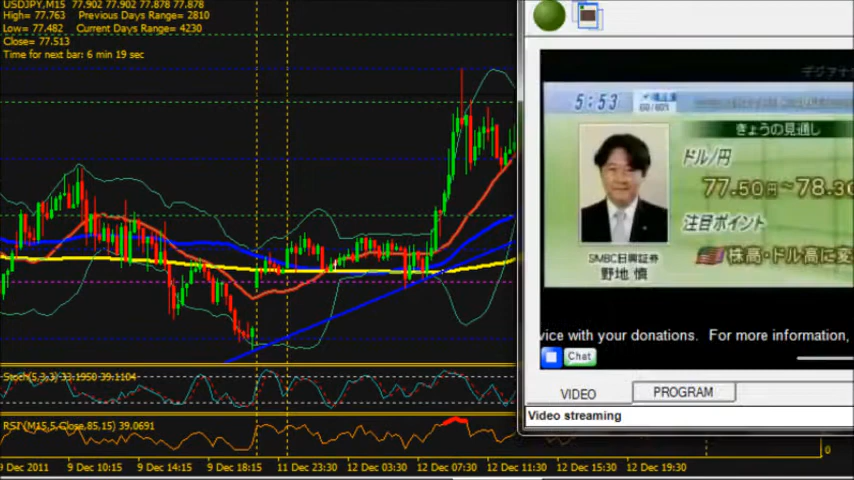 USDJPY,M15 77.902 77.902 77.878 77.878
High= 77.763 Previous Days Range= 2810
Low= 77.482 Current Days Range= 4230
Close= 77.513
Time for next bar: 6 min 19 sec
5:53
きょうの見通し
ドル/円
77.50円~78.30
注目ポイント
株高・ドル高に変
SMBC日興証券
野地 慎
vice with your donations. For more information,
Chat
VIDEO PROGRAM
Video streaming
Stoch(5,3,3) 33.1950 39.1104
RSI (M15,5,Close,85,15) 39.0691
0
9 Dec 2011 9 Dec 10:15 9 Dec 14:15 9 Dec 18:15 11 Dec 23:30 12 Dec 03:30 12 Dec 07:30 12 Dec 11:30 12 Dec 15:30 12 Dec 19:30